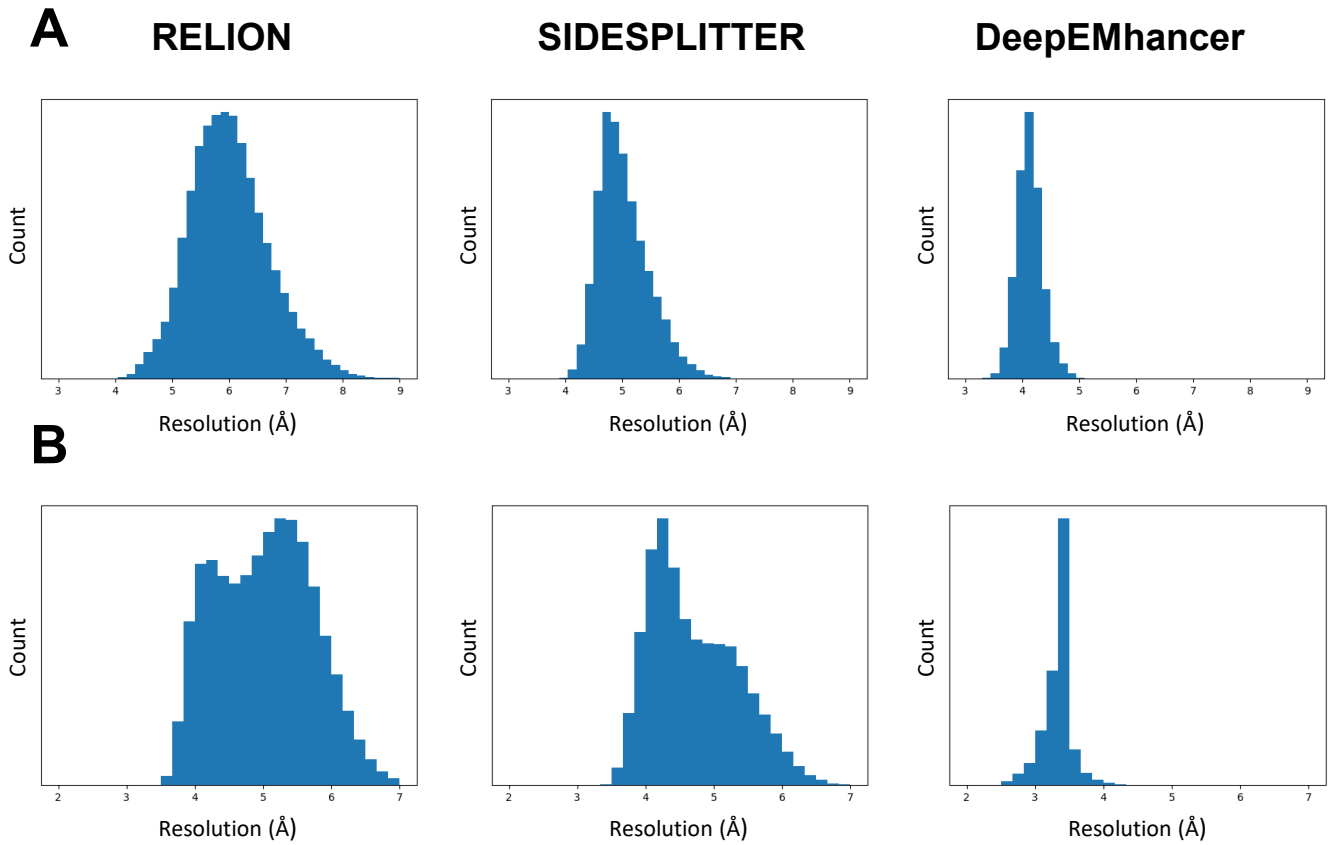 A
RELION
SIDESPLITTER
DeepEMhancer
Count
Count
Count
3 4 5 6 7 8 9
3 4 5 6 7 8 9
3 4 5 6 7 8 9
Resolution (Å)
Resolution (Å)
Resolution (Å)
B
Count
Count
Count
2 3 4 5 6 7
2 3 4 5 6 7
2 3 4 5 6 7
Resolution (Å)
Resolution (Å)
Resolution (Å)